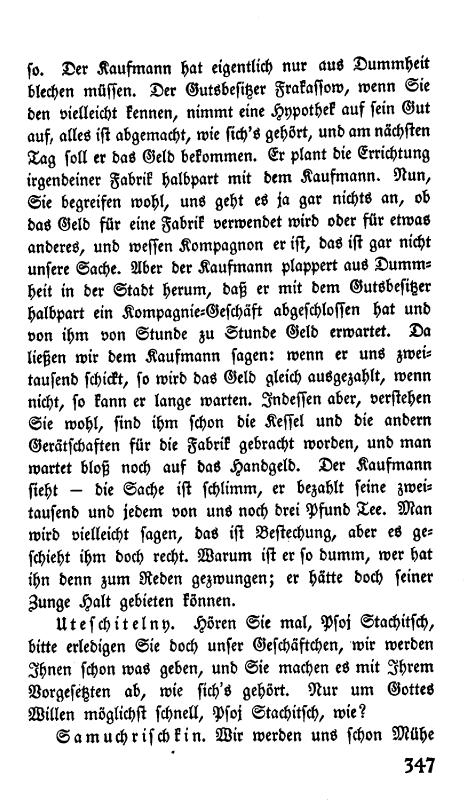 so. Der Kaufmann hat eigentlich nur aus Dummheit
blechen müssen. Der Gutsbesitzer Frakassow, wenn Sie
den vielleicht kennen, nimmt eine Hypothek auf sein Gut
auf, alles ist abgemacht, wie sich's gehört, und am nächsten
Tag soll er das Geld bekommen. Er plant die Errichtung
irgendeiner Fabrik halbpart mit dem Kaufmann. Nun,
Sie begreifen wohl, uns geht es ja gar nichts an, ob
das Geld für eine Fabrik verwendet wird oder für etwas
anderes, und wessen Kompagnon er ist, das ist gar nicht
unsere Sache. Aber der Kaufmann plappert aus Dumm-
heit in der Stadt herum, daß er mit dem Gutsbesitzer
halbpart ein Kompagnie-Geschäft abgeschlossen hat und
von ihm von Stunde zu Stunde Geld erwartet. Da
ließen wir dem Kaufmann sagen: wenn er uns zwei-
tausend schickt, so wird das Geld gleich ausgezahlt, wenn
nicht, so kann er lange warten. Indessen aber, verstehen
Sie wohl, sind ihm schon die Kessel und die andern
Gerätschaften für die Fabrik gebracht worden, und man
wartet bloß noch auf das Handgeld. Der Kaufmann
sieht – die Sache ist schlimm, er bezahlt seine zwei-
tausend und jedem von uns noch drei Pfund Tee. Man
wird vielleicht sagen, das ist Bestechung, aber es ge-
schieht ihm doch recht. Warum ist er so dumm, wer hat
ihn denn zum Reden gezwungen; er hätte doch seiner
Zunge Halt gebieten können.
Uteschitelny. Hören Sie mal, Psoj Stachitsch,
bitte erledigen Sie doch unser Geschäftchen, wir werden
Ihnen schon was geben, und Sie machen es mit Ihrem
Vorgesetzten ab, wie sich's gehört. Nur um Gottes
Willen möglichst schnell, Psoj Stachitsch, wie?
Samuchrischkin. Wir werden uns schon Mühe
347